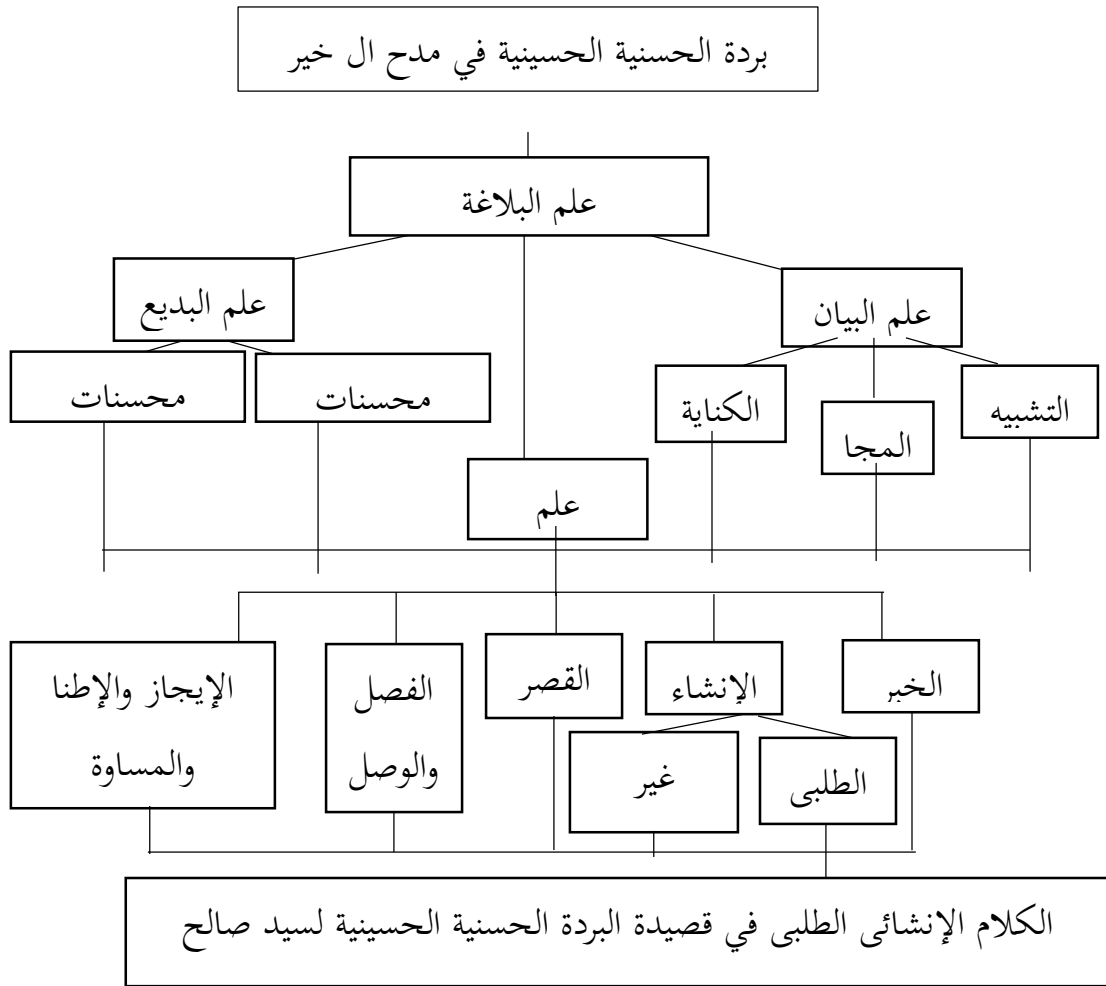 بردة الحسنية الحسينية في مدح ال خير
علم البلاغة
علم البيان
علم البديع
التشبيه
المجا
الكناية
محسنات
محسنات
علم
الخبر
الإنشاء
القصر
الفصل
والوصل
الإيجاز والإطنا
والمساوة
الطلبى
غير
الكلام الإنشائى الطلبى في قصيدة البردة الحسنية الحسينية لسيد صالح